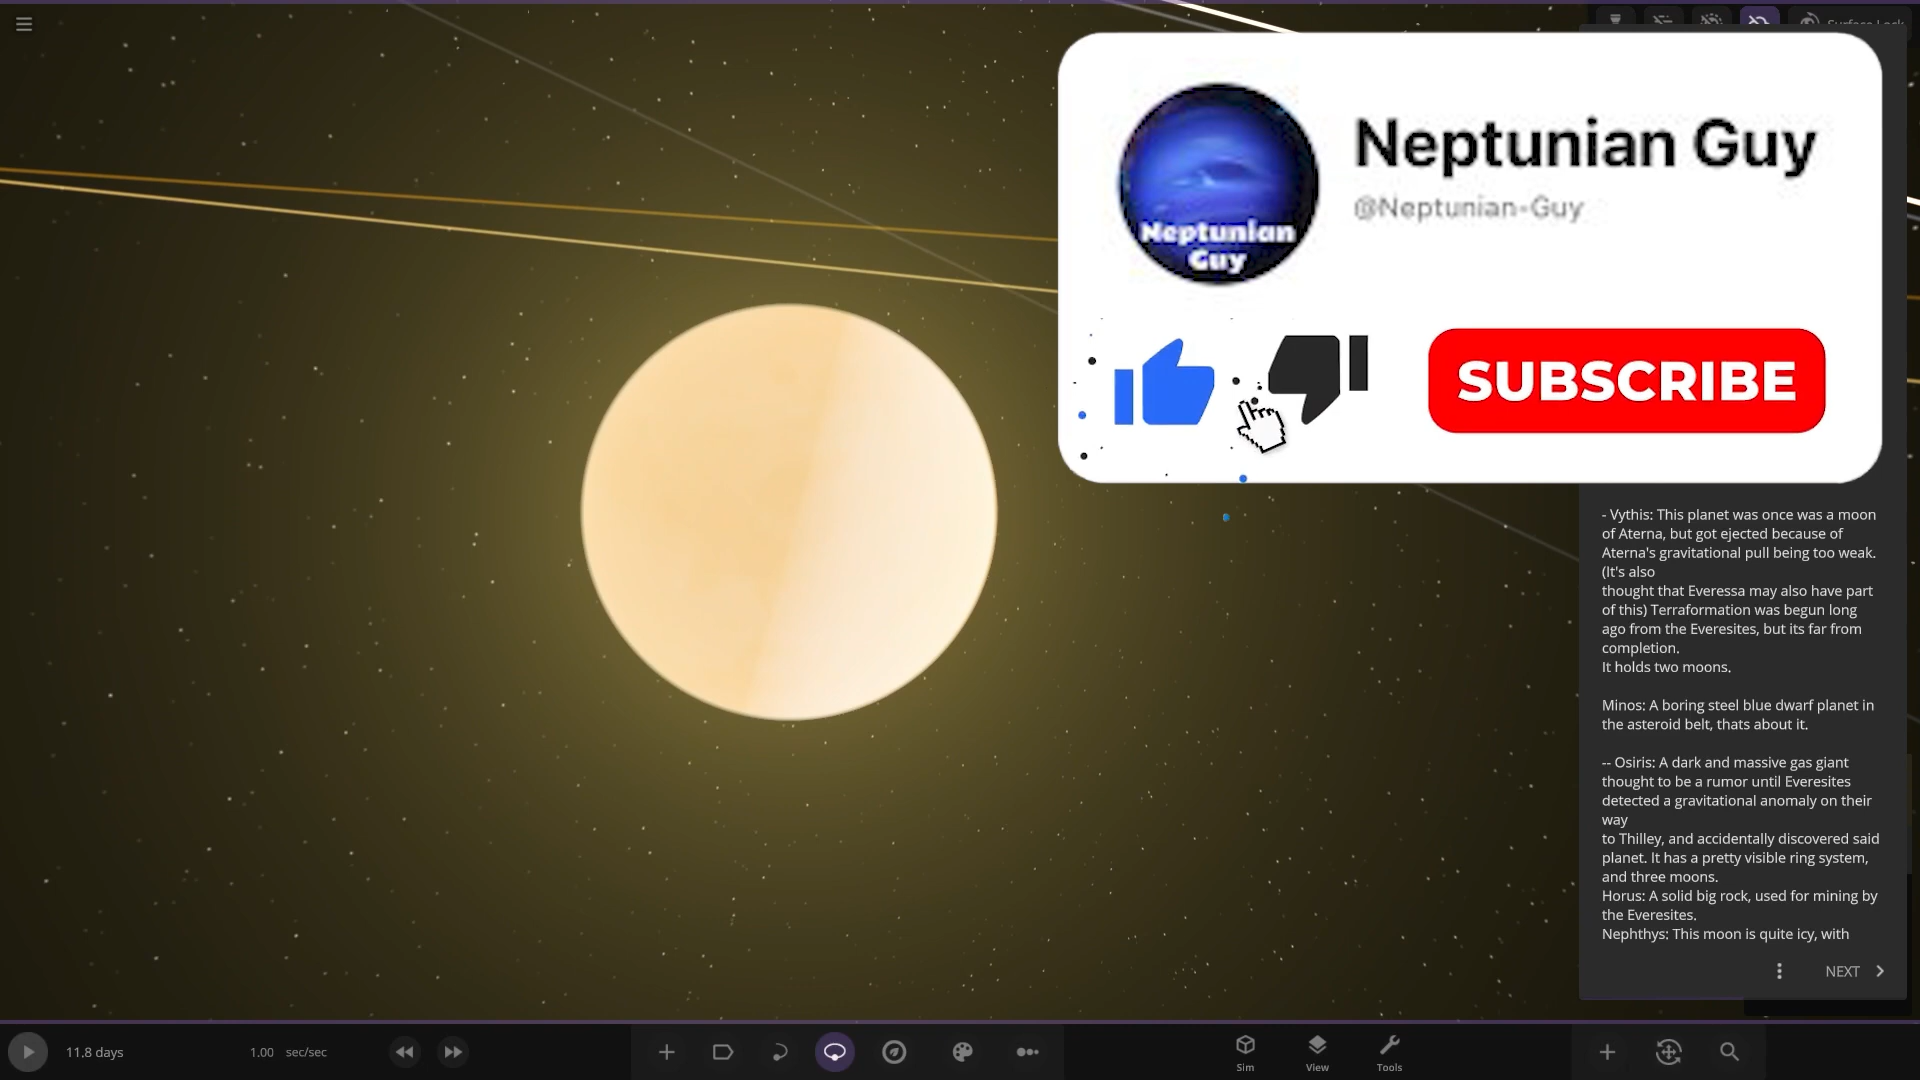 Surface Lock
Neptunian Guy
@Neptunian-Guy
Neptunian
Guy
SUBSCRIBE
- Vythis: This planet was once was a moon
of Aterna, but got ejected because of
Aterna's gravitational pull being too weak.
(It's also
thought that Everessa may also have part
of this) Terraformation was begun long
ago from the Everesites, but its far from
completion.
It holds two moons.
Minos: A boring steel blue dwarf planet in
the asteroid belt, thats about it.
-- Osiris: A dark and massive gas giant
thought to be a rumor until Everesites
detected a gravitational anomaly on their
way
to Thilley, and accidentally discovered said
planet. It has a pretty visible ring system,
and three moons.
Horus: A solid big rock, used for mining by
the Everesites.
Nephthys: This moon is quite icy, with
NEXT
11.8 days
1.00 sec/sec
Sim
View
Tools